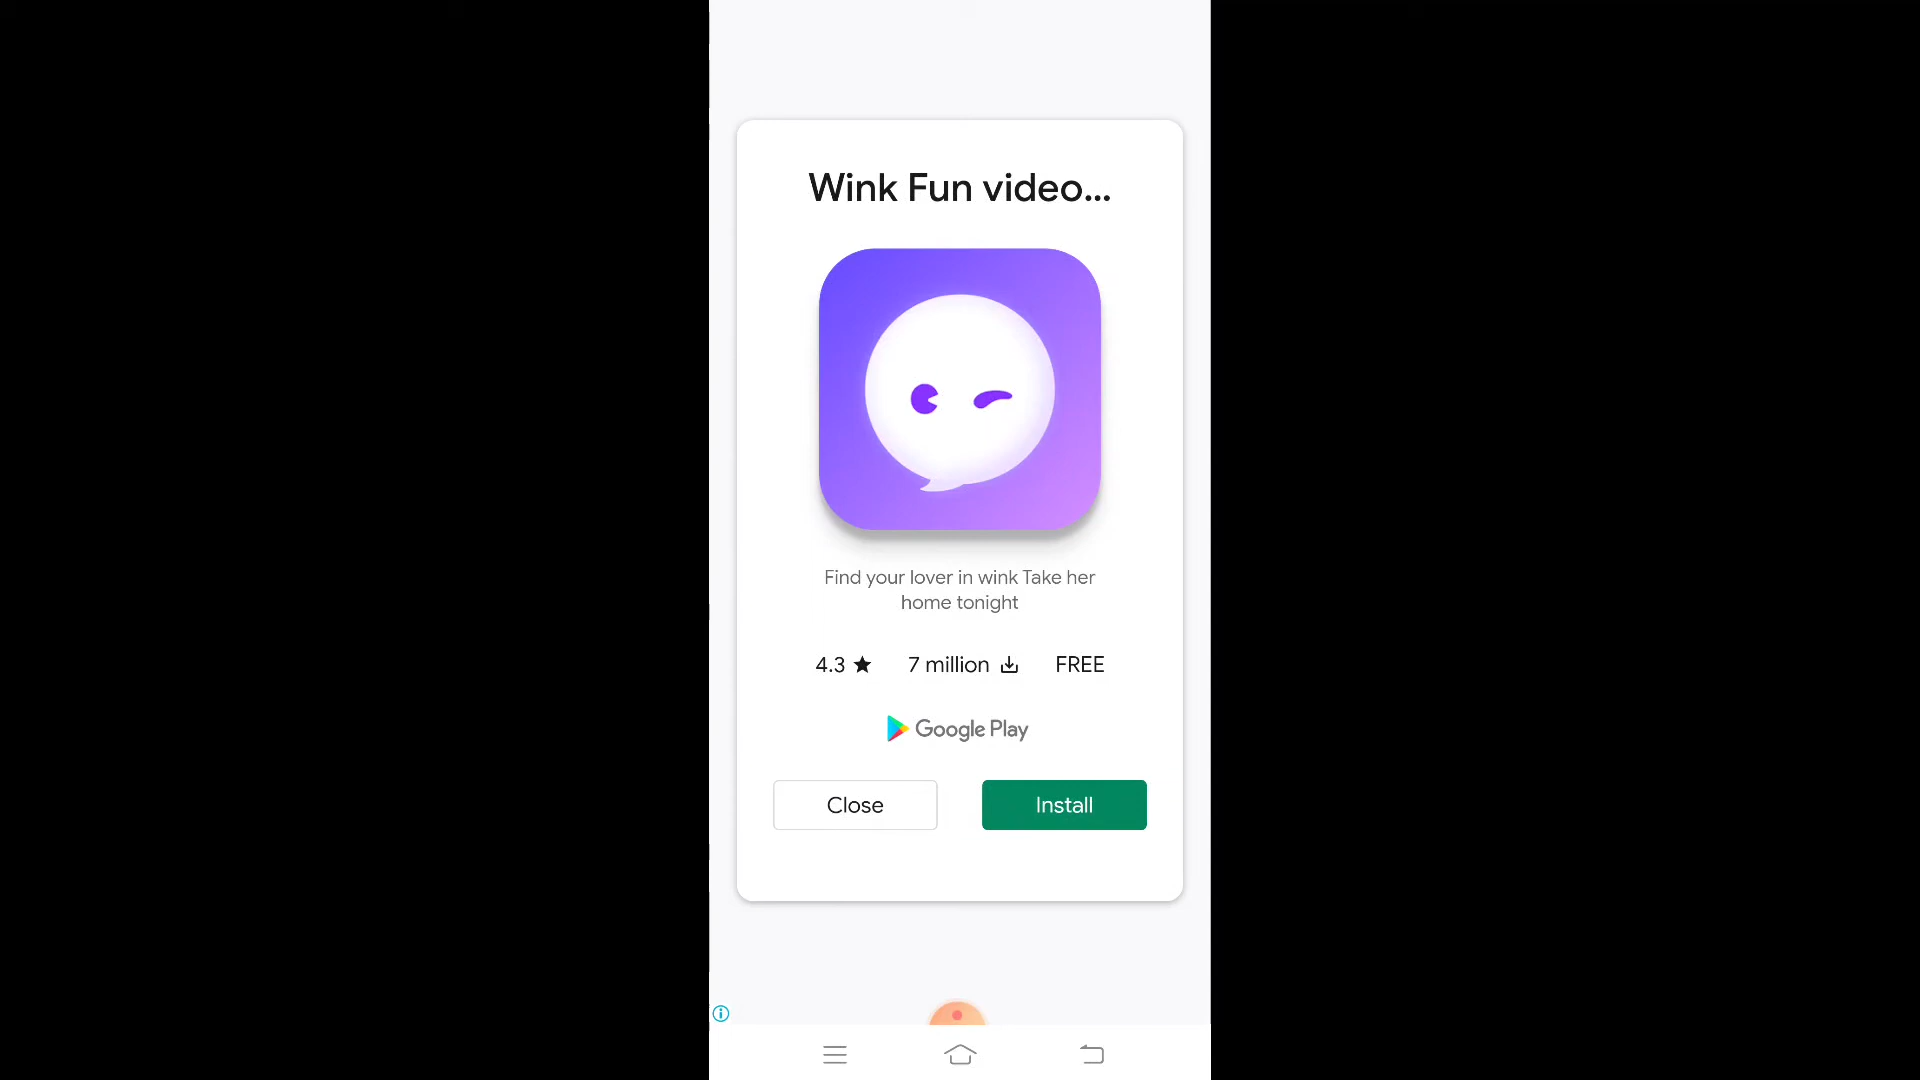 Wink Fun video...
Find your lover in wink Take her
home tonight
4.3 ★ 7 million FREE
Google Play
Close Install